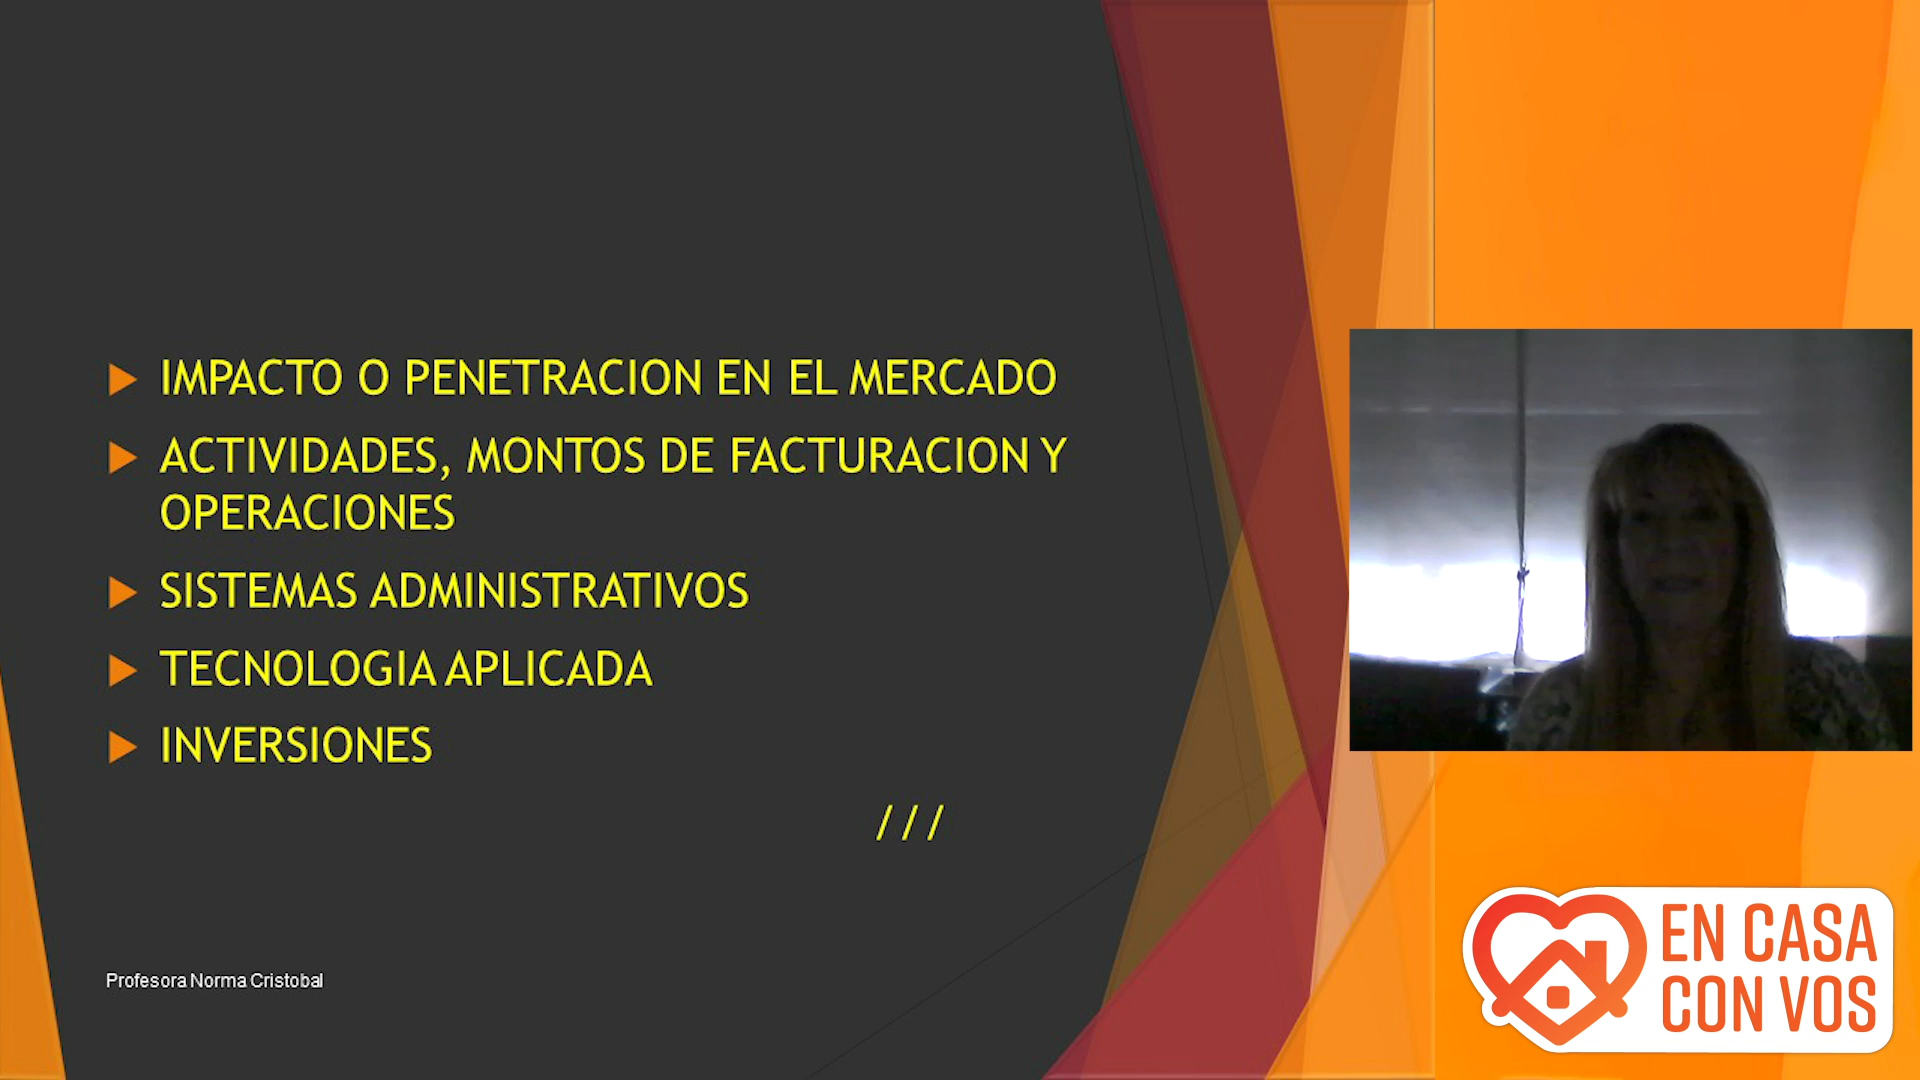 IMPACTO O PENETRACION EN EL MERCADO
ACTIVIDADES, MONTOS DE FACTURACION Y
OPERACIONES
SISTEMAS ADMINISTRATIVOS
TECNOLOGIA APLICADA
INVERSIONES
///
Profesora Norma Cristobal
EN CASA
CON VOS